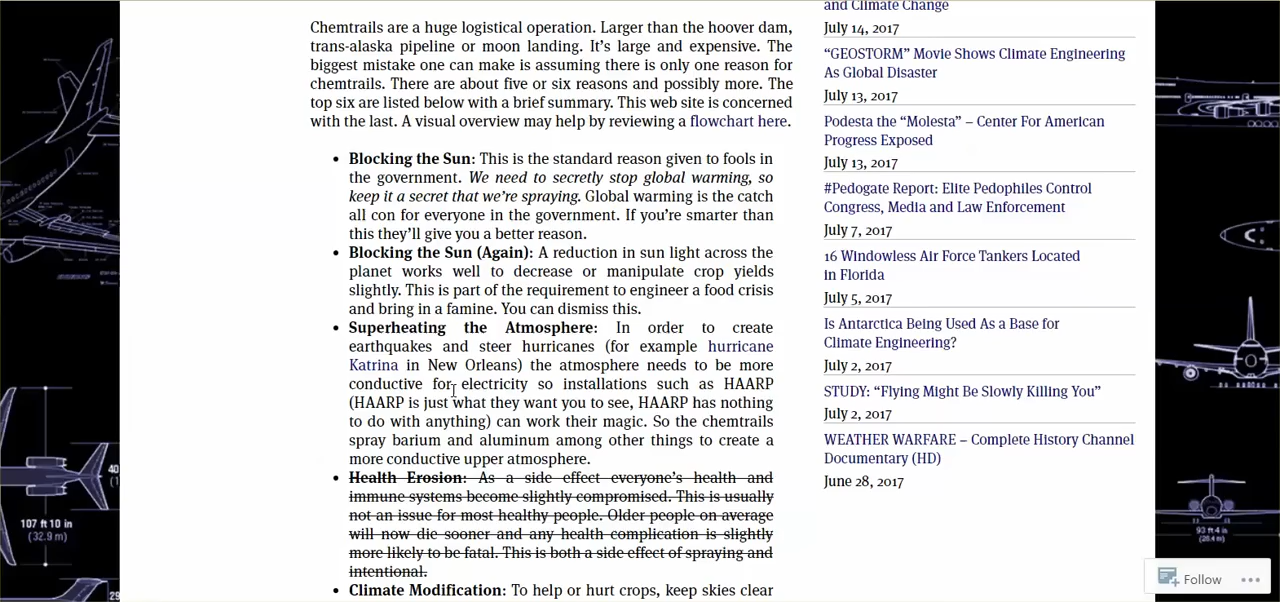 Chemtrails are a huge logistical operation. Larger than the hoover dam,
trans-alaska pipeline or moon landing. It's large and expensive. The
biggest mistake one can make is assuming there is only one reason for
chemtrails. There are about five or six reasons and possibly more. The
top six are listed below with a brief summary. This web site is concerned
with the last. A visual overview may help by reviewing a flowchart here.
• Blocking the Sun: This is the standard reason given to fools in
the government. We need to secretly stop global warming, so
keep it a secret that we're spraying. Global warming is the catch
all con for everyone in the government. If you're smarter than
this they'll give you a better reason.
• Blocking the Sun (Again): A reduction in sun light across the
planet works well to decrease or manipulate crop yields
slightly. This is part of the requirement to engineer a food crisis
and bring in a famine. You can dismiss this.
• Superheating the Atmosphere: In order to create
earthquakes and steer hurricanes (for example hurricane
Katrina in New Orleans) the atmosphere needs to be more
conductive for electricity so installations such as HAARP
(HAARP is just what they want you to see, HAARP has nothing
to do with anything) can work their magic. So the chemtrails
spray barium and aluminum among other things to create a
more conductive upper atmosphere.
• Health Erosion: As a side effect everyone's health and
immune systems become slightly compromised. This is usually
not an issue for most healthy people. Older people on average
will now die sooner and any health complication is slightly
more likely to be fatal. This is both a side effect of spraying and
intentional.
• Climate Modification: To help or hurt crops, keep skies clear
and Climate Change
July 14, 2017
“GEOSTORM” Movie Shows Climate Engineering
As Global Disaster
July 13, 2017
Podesta the “Molesta” – Center For American
Progress Exposed
July 13, 2017
#Pedogate Report: Elite Pedophiles Control
Congress, Media and Law Enforcement
July 7, 2017
16 Windowless Air Force Tankers Located
in Florida
July 5, 2017
Is Antarctica Being Used As a Base for
Climate Engineering?
July 2, 2017
STUDY: “Flying Might Be Slowly Killing You”
July 2, 2017
WEATHER WARFARE – Complete History Channel
Documentary (HD)
June 28, 2017
40
(1
107 ft 10 in
(32.9 m)
29
93 ft 4 in
(28.4 m)
Follow